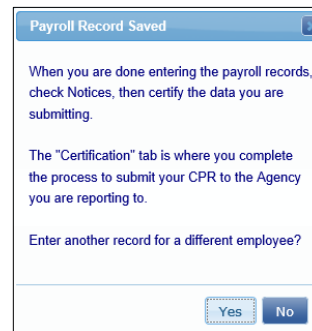 Payroll Record Saved
When you are done entering the payroll records,
check Notices, then certify the data you are
submitting.
The "Certification" tab is where you complete
the process to submit your CPR to the Agency
you are reporting to.
Enter another record for a different employee?
Yes No